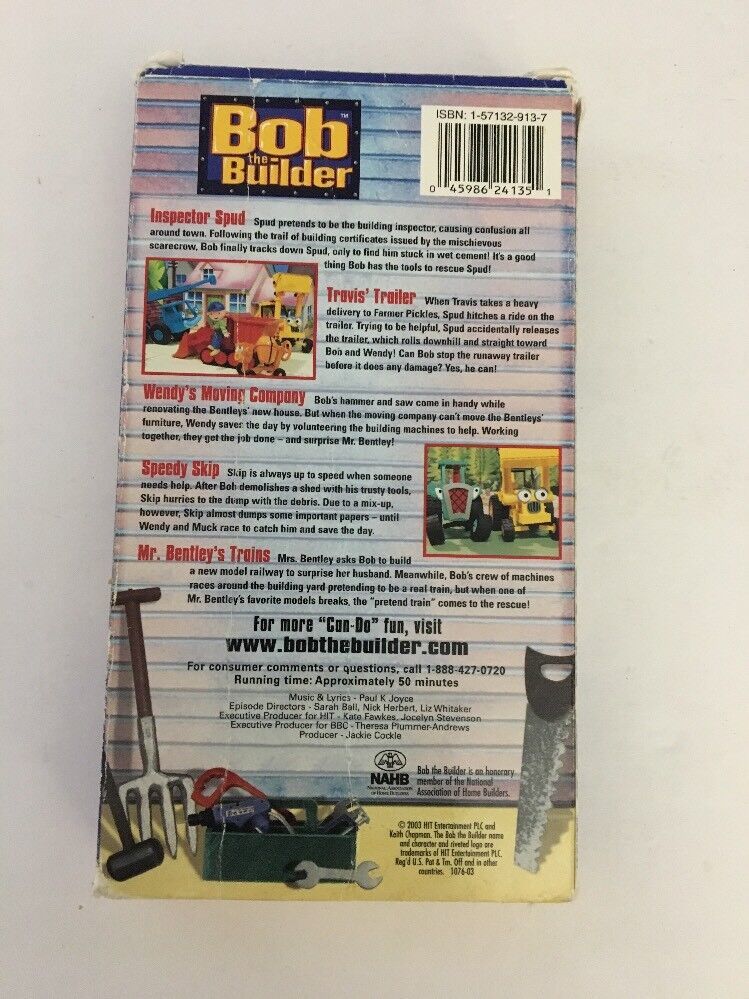 Bob
the
Builder
TM
ISBN: 1-57132-913-7
0 45986 24135 1
Inspector Spud Spud pretends to be the building inspector, causing confusion all
around town. Following the trail of building certificates issued by the mischievous
scarecrow, Bob finally tracks down Spud, only to find him stuck in wet cement! It's a good
thing Bob has the tools to rescue Spud!
Travis' Trailer When Travis takes a heavy
delivery to Farmer Pickles, Spud hitches a ride on the
trailer. Trying to be helpful, Spud accidentally releases
the trailer, which rolls downhill and straight toward
Bob and Wendy! Can Bob stop the runaway trailer
before it does any damage? Yes, he can!
Wendy's Moving Company Bob's hammer and saw come in handy while
renovating the Bentleys' new house. But when the moving company can't move the Bentleys'
furniture, Wendy saves the day by volunteering the building machines to help. Working
together, they get the job done – and surprise Mr. Bentley!
Speedy Skip Skip is always up to speed when someone
needs help. After Bob demolishes a shed with his trusty tools,
Skip hurries to the dump with the debris. Due to a mix-up,
however, Skip almost dumps some important papers – until
Wendy and Muck race to catch him and save the day.
Mr. Bentley's Trains Mrs. Bentley asks Bob to build
a new model railway to surprise her husband. Meanwhile, Bob's crew of machines
races around the building yard pretending to be a real train, but when one of
Mr. Bentley's favorite models breaks, the "pretend train" comes to the rescue!
For more "Can-Do" fun, visit
www.bobthebuilder.com
For consumer comments or questions, call 1-888-427-0720
Running time: Approximately 50 minutes
Music & Lyrics - Paul K Joyce
Episode Directors - Sarah Ball, Nick Herbert, Liz Whitaker
Executive Producer for HIT - Kate Fawkes, Jocelyn Stevenson
Executive Producer for BBC - Theresa Plummer-Andrews
Producer - Jackie Cockle
NAHB
NATIONAL ASSOCIATION
OF HOME BUILDERS
Bob the Builder is an honorary
member of the National
Association of Home Builders.
© 2003 HIT Entertainment PLC and
Keith Chapman. The Bob the Builder name
and character and riveted logo are
trademarks of HIT Entertainment PLC.
Reg'd U.S. Pat & Tm. Off and in other
countries. 1076-03